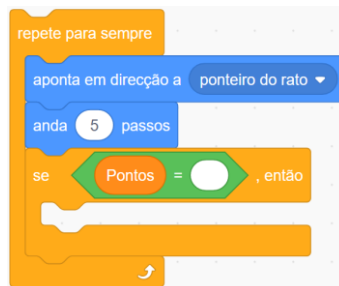 repete para sempre
aponta em direcção a ponteiro do rato
anda 5 passos
se Pontos = , então